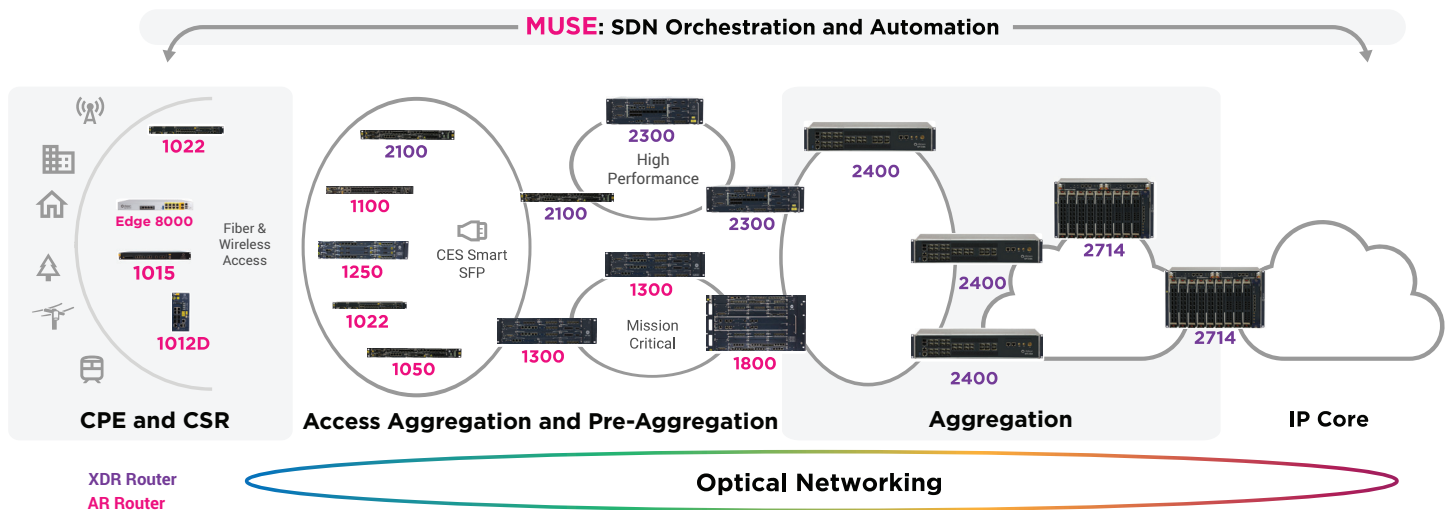 MUSE: SDN Orchestration and Automation
1022
Edge 8000
1015
1012D
Fiber &
Wireless
Access
CPE and CSR
2100
1100
1250
1022
1050
CES Smart
SFP
2300
High
Performance
2100
2300
1300
Mission
Critical
1300
1800
Access Aggregation and Pre-Aggregation
2400
2400
2400
2714
2714
Aggregation
IP Core
XDR Router
AR Router
Optical Networking